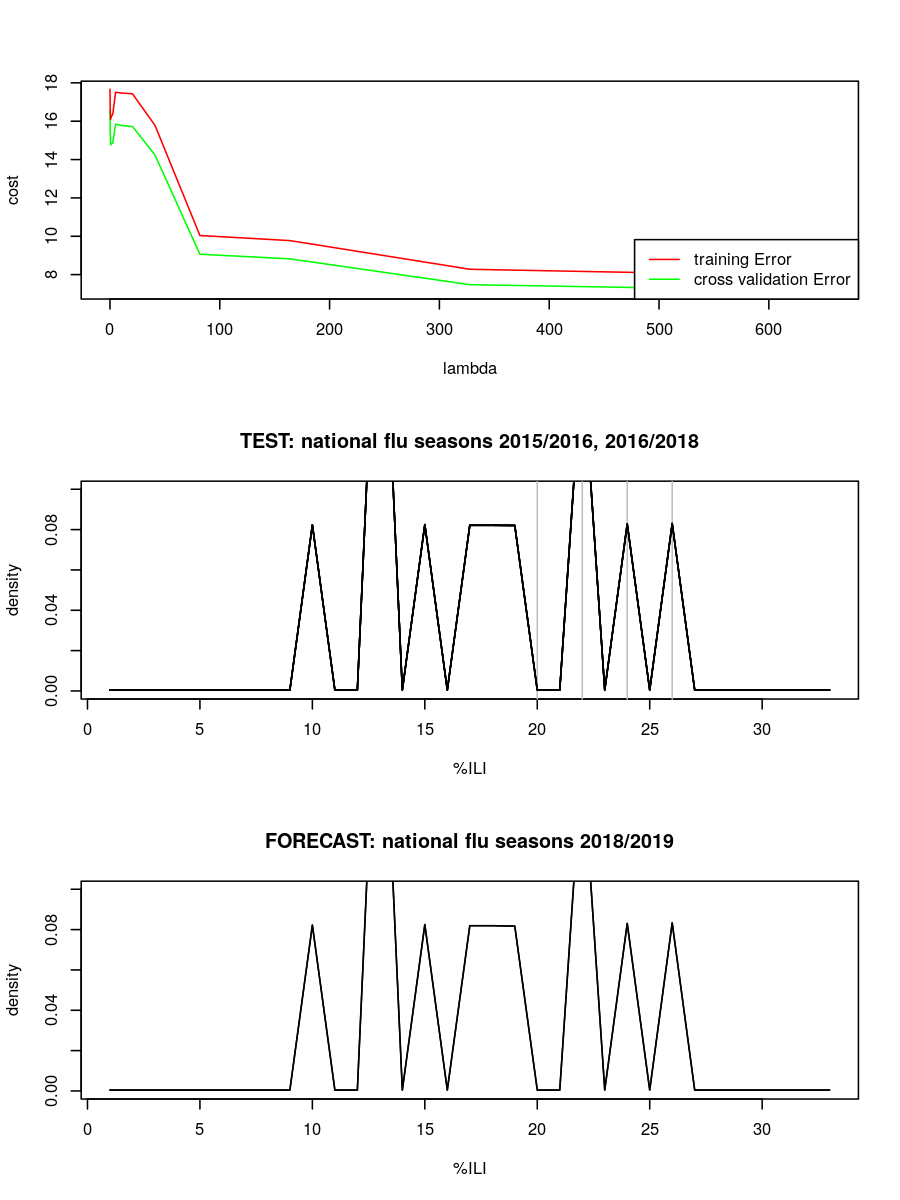 18
16
14
12
10
8
cost
training Error
cross validation Error
0 100 200 300 400 500 600
lambda
TEST: national flu seasons 2015/2016, 2016/2018
0.08
0.04
0.00
density
0 5 10 15 20 25 30
%ILI
FORECAST: national flu seasons 2018/2019
0.08
0.04
0.00
density
0 5 10 15 20 25 30
%ILI